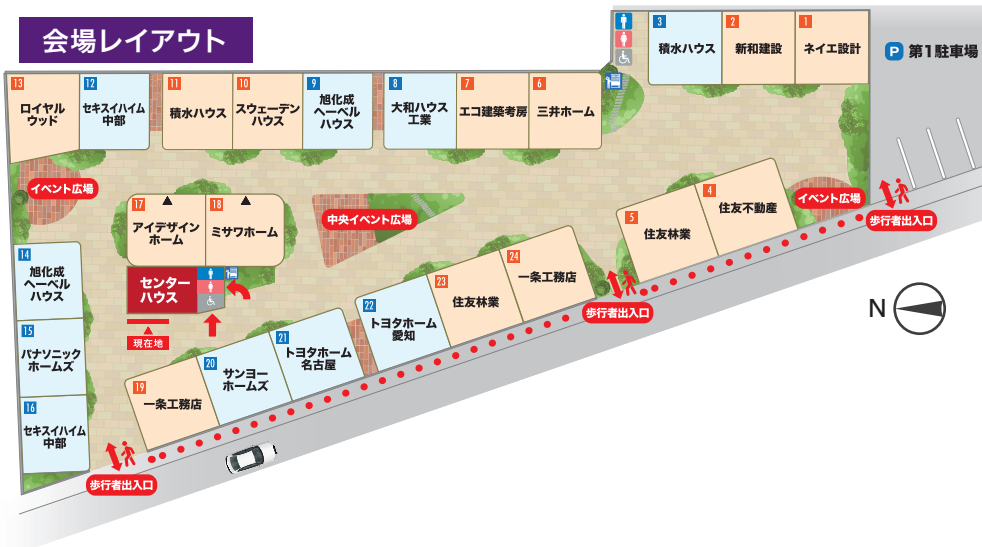 会場レイアウト
P 第1駐車場
3
積水ハウス
2
新和建設
1
ネイエ設計
13
ロイヤル
ウッド
12
セキスイハイム
中部
11
積水ハウス
10
スウェーデン
ハウス
9
旭化成
ヘーベル
ハウス
8
大和ハウス
工業
7
エコ建築考房
6
三井ホーム
イベント広場
17
アイデザイン
ホーム
18
ミサワホーム
中央イベント広場
5
住友林業
4
住友不動産
イベント広場
歩行者出入口
14
旭化成
ヘーベル
ハウス
センター
ハウス
現在地
24
一条工務店
23
住友林業
22
トヨタホーム
愛知
歩行者出入口
N
15
パナソニック
ホームズ
21
トヨタホーム
名古屋
20
サンヨー
ホームズ
19
一条工務店
16
セキスイハイム
中部
歩行者出入口